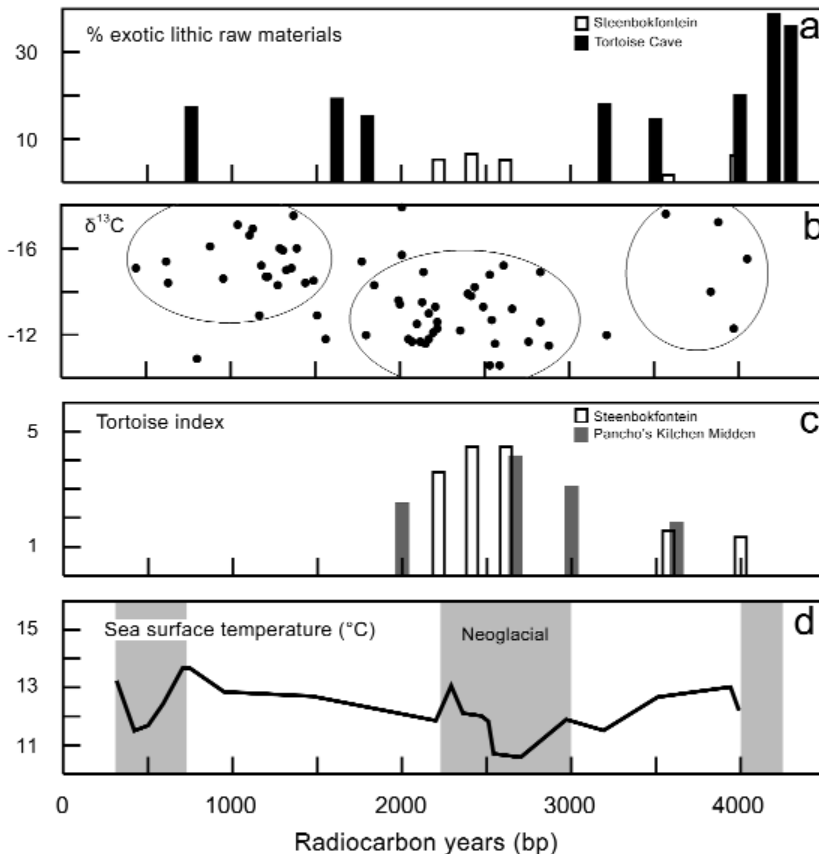 % exotic lithic raw materials
Steenbokfontein
Tortoise Cave
a
30
10
δ13C
b
-16
-12
Tortoise index
Steenbokfontein
Pancho's Kitchen Midden
c
5
1
Sea surface temperature (°C)
Neoglacial
d
15
13
11
0 1000 2000 3000 4000
Radiocarbon years (bp)